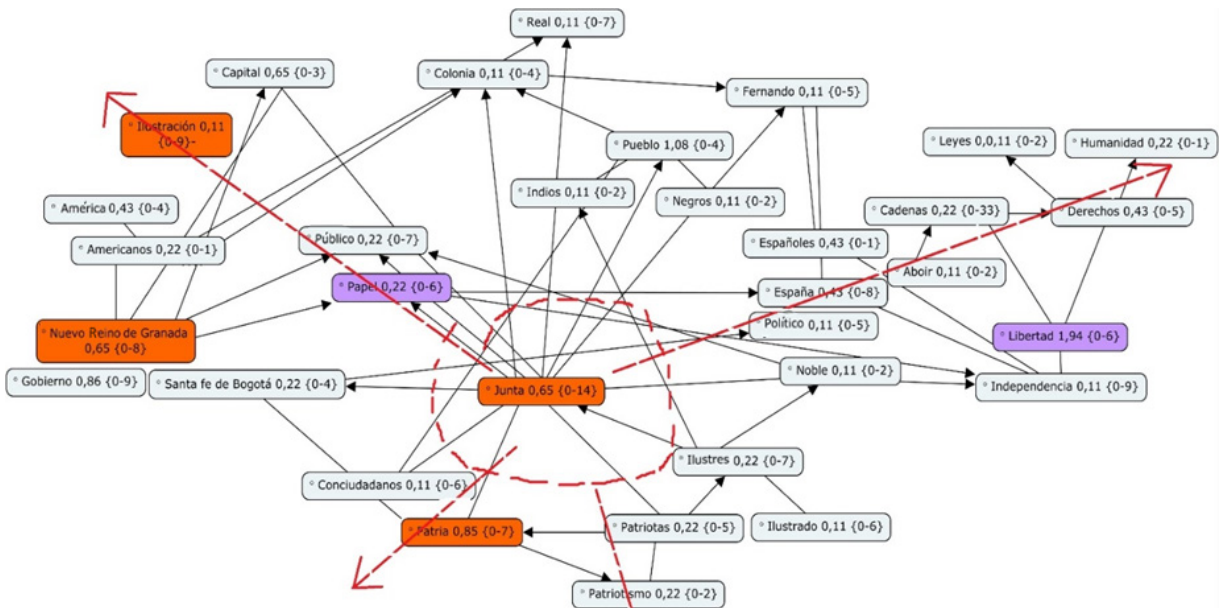 ° Real 0,11 {0-7}
° Capital 0,65 {0-3}
° Colonia 0,11 {0-4}
° Fernando 0,11 {0-5}
° Ilustración 0,11
{0-9}-
° Pueblo 1,08 {0-4}
° Leyes 0,0,11 {0-2}
° Humanidad 0,22 {0-1}
° Indios 0,11 {0-2}
° Negros 0,11 {0-2}
° América 0,43 {0-4}
° Cadenas 0,22 {0-33}
° Derechos 0,43 {0-5}
° Americanos 0,22 {0-1}
° Público 0,22 {0-7}
° Españoles 0,43 {0-1}
° Aboir 0,11 {0-2}
° Papel 0,22 {0-6}
° España 0,43 {0-8}
° Político 0,11 {0-5}
° Nuevo Reino de Granada
0,65 {0-8}
° Libertad 1,94 {0-6}
° Gobierno 0,86 {0-9}
° Santa fe de Bogotá 0,22 {0-4}
° Junta 0,65 {0-14}
° Noble 0,11 {0-2}
° Independencia 0,11 {0-9}
° Ilustres 0,22 {0-7}
° Conciudadanos 0,11 {0-6}
° Patria 0,85 {0-7}
° Patriotas 0,22 {0-5}
° Ilustrado 0,11 {0-6}
° Patriotismo 0,22 {0-2}